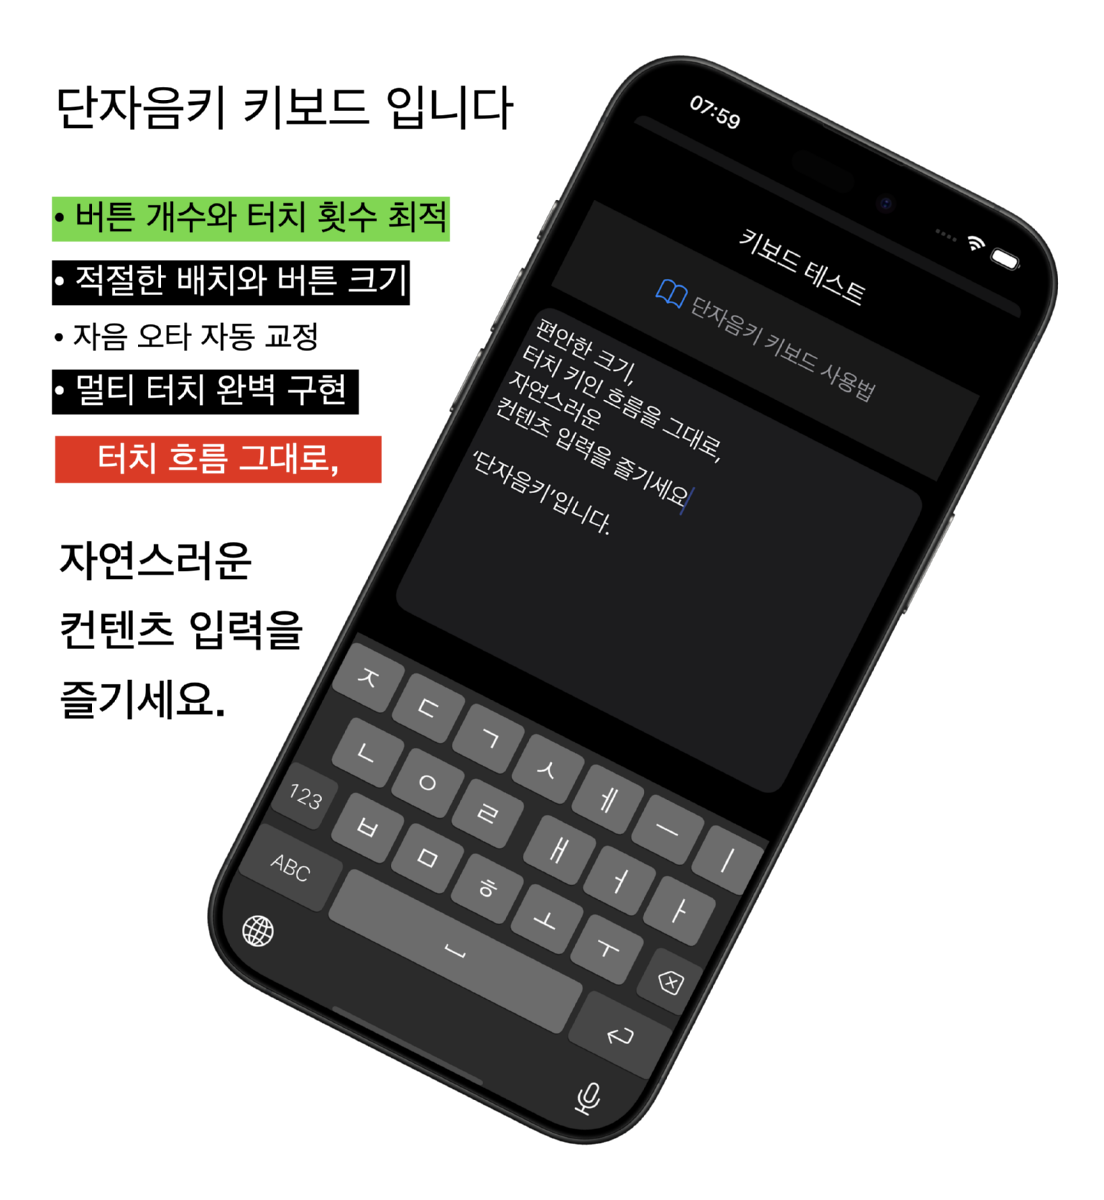 단자음키 키보드 입니다
• 버튼 개수와 터치 횟수 최적
• 적절한 배치와 버튼 크기
• 자음 오타 자동 교정
• 멀티 터치 완벽 구현
터치 흐름 그대로,
자연스러운
컨텐츠 입력을
즐기세요.
07:59
키보드 테스트
단자음키 키보드 사용법
편안한 크기,
터치 키인 흐름을 그대로,
자연스러운
컨텐츠 입력을 즐기세요
'단자음키'입니다.
ㅈ ㄷ ㄱ ㅅ ㅔ ㅡ ㅣ
ㄴ ㅇ ㄹ ㅐ ㅓ ㅏ
123 ㅂ ㅁ ㅎ ㅗ ㅜ
ABC